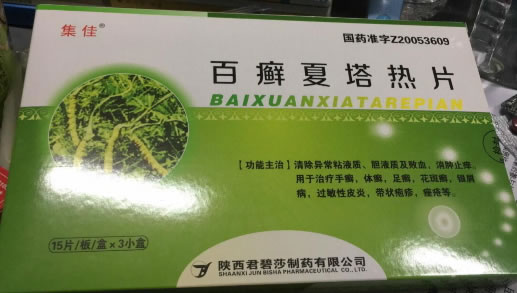 集佳®
国药准字Z20053609
百癣夏塔热片
BAIXUANXIATAREPIAN
[功能主治]清除异常粘液质、胆液质及败血、消肿止痒。
用于治疗手癣,体癣,足癣,花斑癣,银屑
病,过敏性皮炎,带状疱疹,痤疮等。
15片/板/盒×3小盒
陕西君碧莎制药有限公司
SHAANXI JUN BISHA PHARMACEUTICAL CO., LTD.